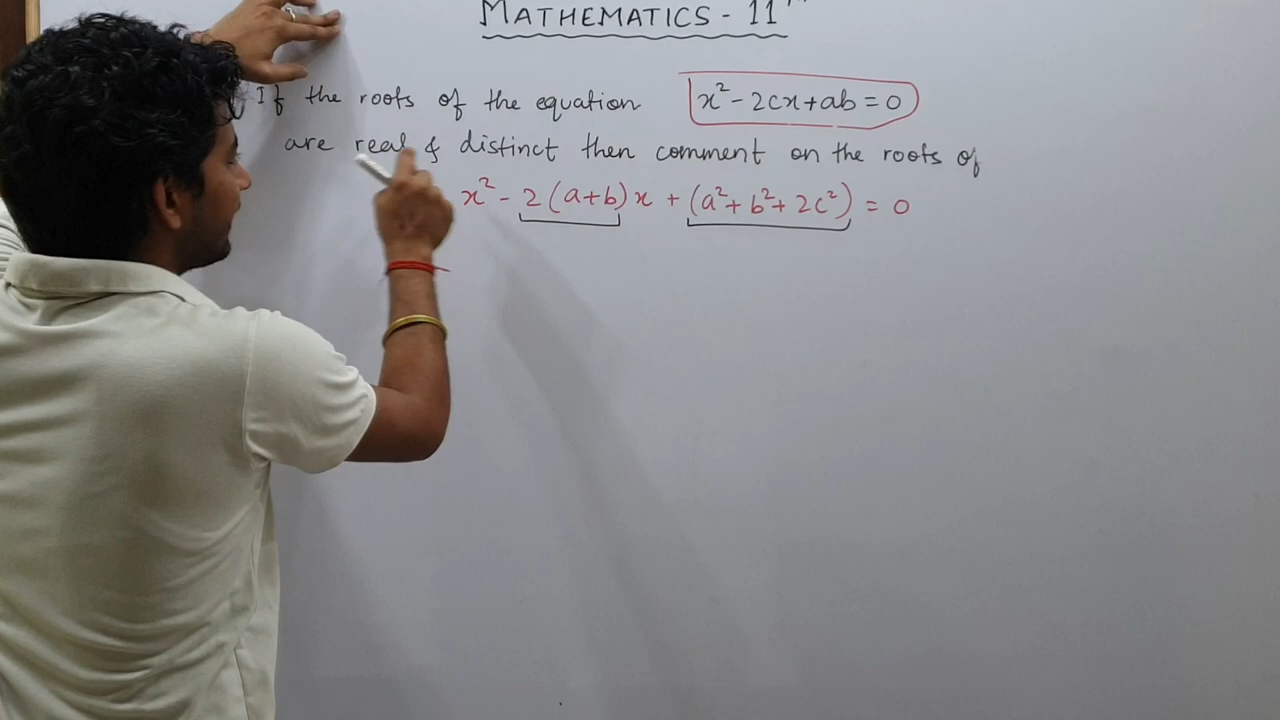 MATHEMATICS - 11
If the roots of the equation x² - 2cx + ab = 0
are real & distinct then comment on the roots of
x² - 2(a+b)x + (a² + b² + 2c²) = 0